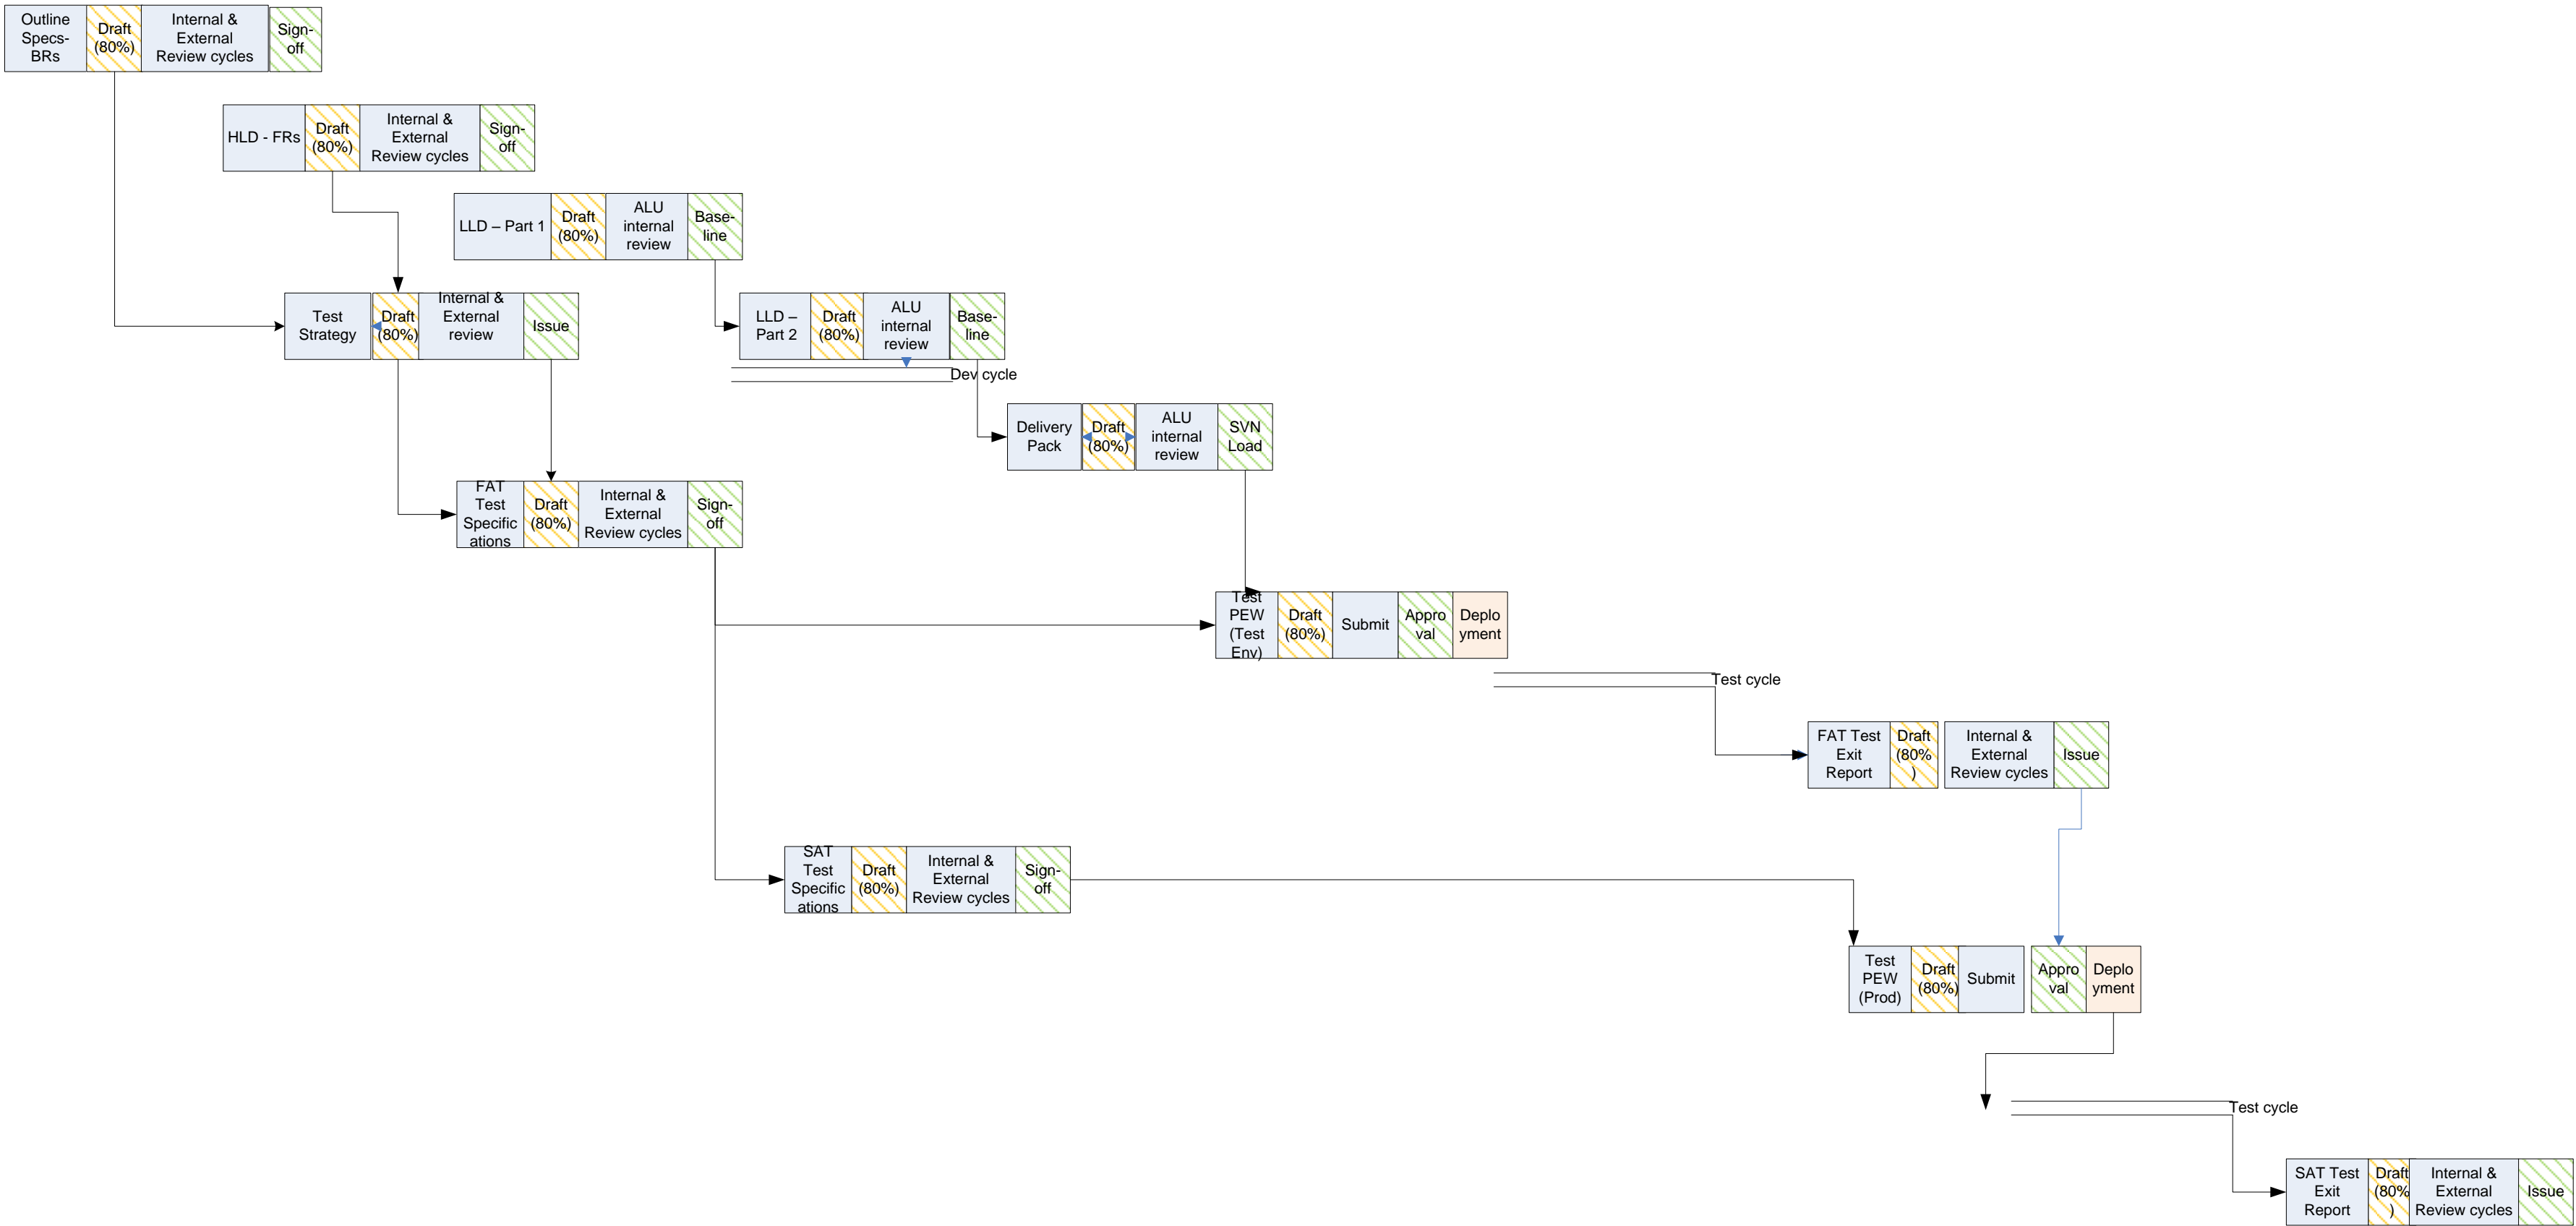 Outline
Specs-
BRs
Draft
(80%)
Internal &
External
Review cycles
Sign-
off
HLD - FRs
Draft
(80%)
Internal &
External
Review cycles
Sign-
off
LLD – Part 1
Draft
(80%)
ALU
internal
review
Base-
line
Test
Strategy
Draft
(80%)
Internal &
External
review
Issue
LLD –
Part 2
Draft
(80%)
ALU
internal
review
Base-
line
Dev cycle
Delivery
Pack
Draft
(80%)
ALU
internal
review
SVN
Load
FAT
Test
Specific
ations
Draft
(80%)
Internal &
External
Review cycles
Sign-
off
Test
PEW
(Test
Env)
Draft
(80%)
Submit
Appro
val
Deplo
yment
Test cycle
FAT Test
Exit
Report
Draft
(80%
)
Internal &
External
Review cycles
Issue
SAT
Test
Specific
ations
Draft
(80%)
Internal &
External
Review cycles
Sign-
off
Test
PEW
(Prod)
Draft
(80%)
Submit
Appro
val
Deplo
yment
Test cycle
SAT Test
Exit
Report
Draft
(80%
)
Internal &
External
Review cycles
Issue